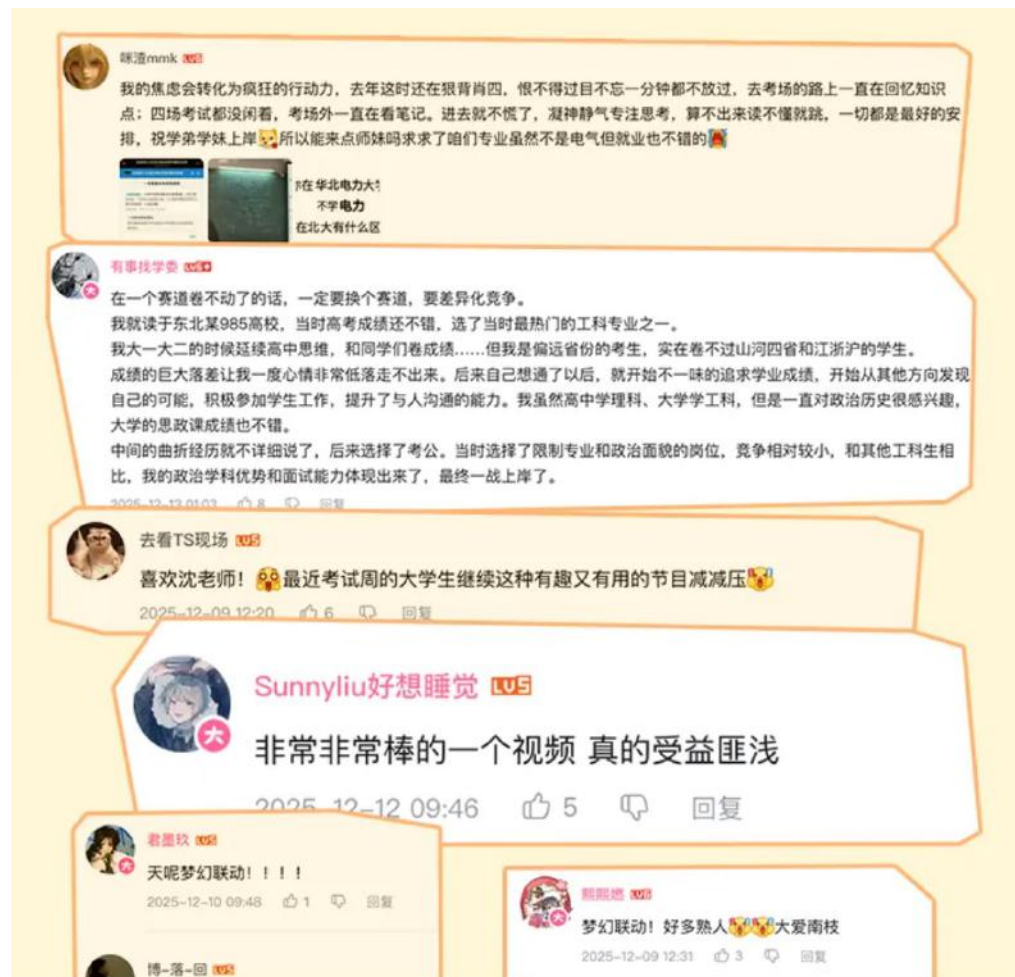 咪渣mmk LV5
我的焦虑会转化为疯狂的行动力，去年这时还在狠背肖四，恨不得过目不忘一分钟都不放过，去考场的路上一直在回忆知识
点；四场考试都没闲着，考场外一直在看笔记。进去就不慌了，凝神静气专注思考，算不出来读不懂就跳，一切都是最好的安
排，祝学弟学妹上岸所以能来点师妹吗求求了咱们专业虽然不是电气但就业也不错的
在华北电力大
不学电力
在北大有什么区
有事找学委 LV5
在一个赛道卷不动了的话，一定要换个赛道，要差异化竞争。
我就读于东北某985高校，当时高考成绩还不错，选了当时最热门的工科专业之一。
我大一大二的时候延续高中思维，和同学们卷成绩……但我是偏远省份的考生，实在卷不过山河四省和江浙沪的学生。
成绩的巨大落差让我一度心情非常低落走不出来。后来自己想通了以后，就开始不一味的追求学业成绩，开始从其他方向发现
自己的可能，积极参加学生工作，提升了与人沟通的能力。我虽然高中学理科、大学学工科，但是一直对政治历史很感兴趣，
大学的思政课成绩也不错。
中间的曲折经历就不详细说了，后来选择了考公。当时选择了限制专业和政治面貌的岗位，竞争相对较小，和其他工科生相
比，我的政治学科优势和面试能力体现出来了，最终一战上岸了。
2025-12-13 01:03 8 回复
去看TS现场 LV5
喜欢沈老师！最近考试周的大学生继续这种有趣又有用的节目减减压
2025-12-09 12:20 6 回复
大
Sunnyliu好想睡觉 LV5
非常非常棒的一个视频 真的受益匪浅
2025-12-12 09:46 5 回复
君墨玖 LV5
天呢梦幻联动！！！！
2025-12-10 09:48 1 回复
博-落-回 LV5
熙熙燃 LV5
梦幻联动！好多熟人大爱南枝
2025-12-09 12:31 3 回复